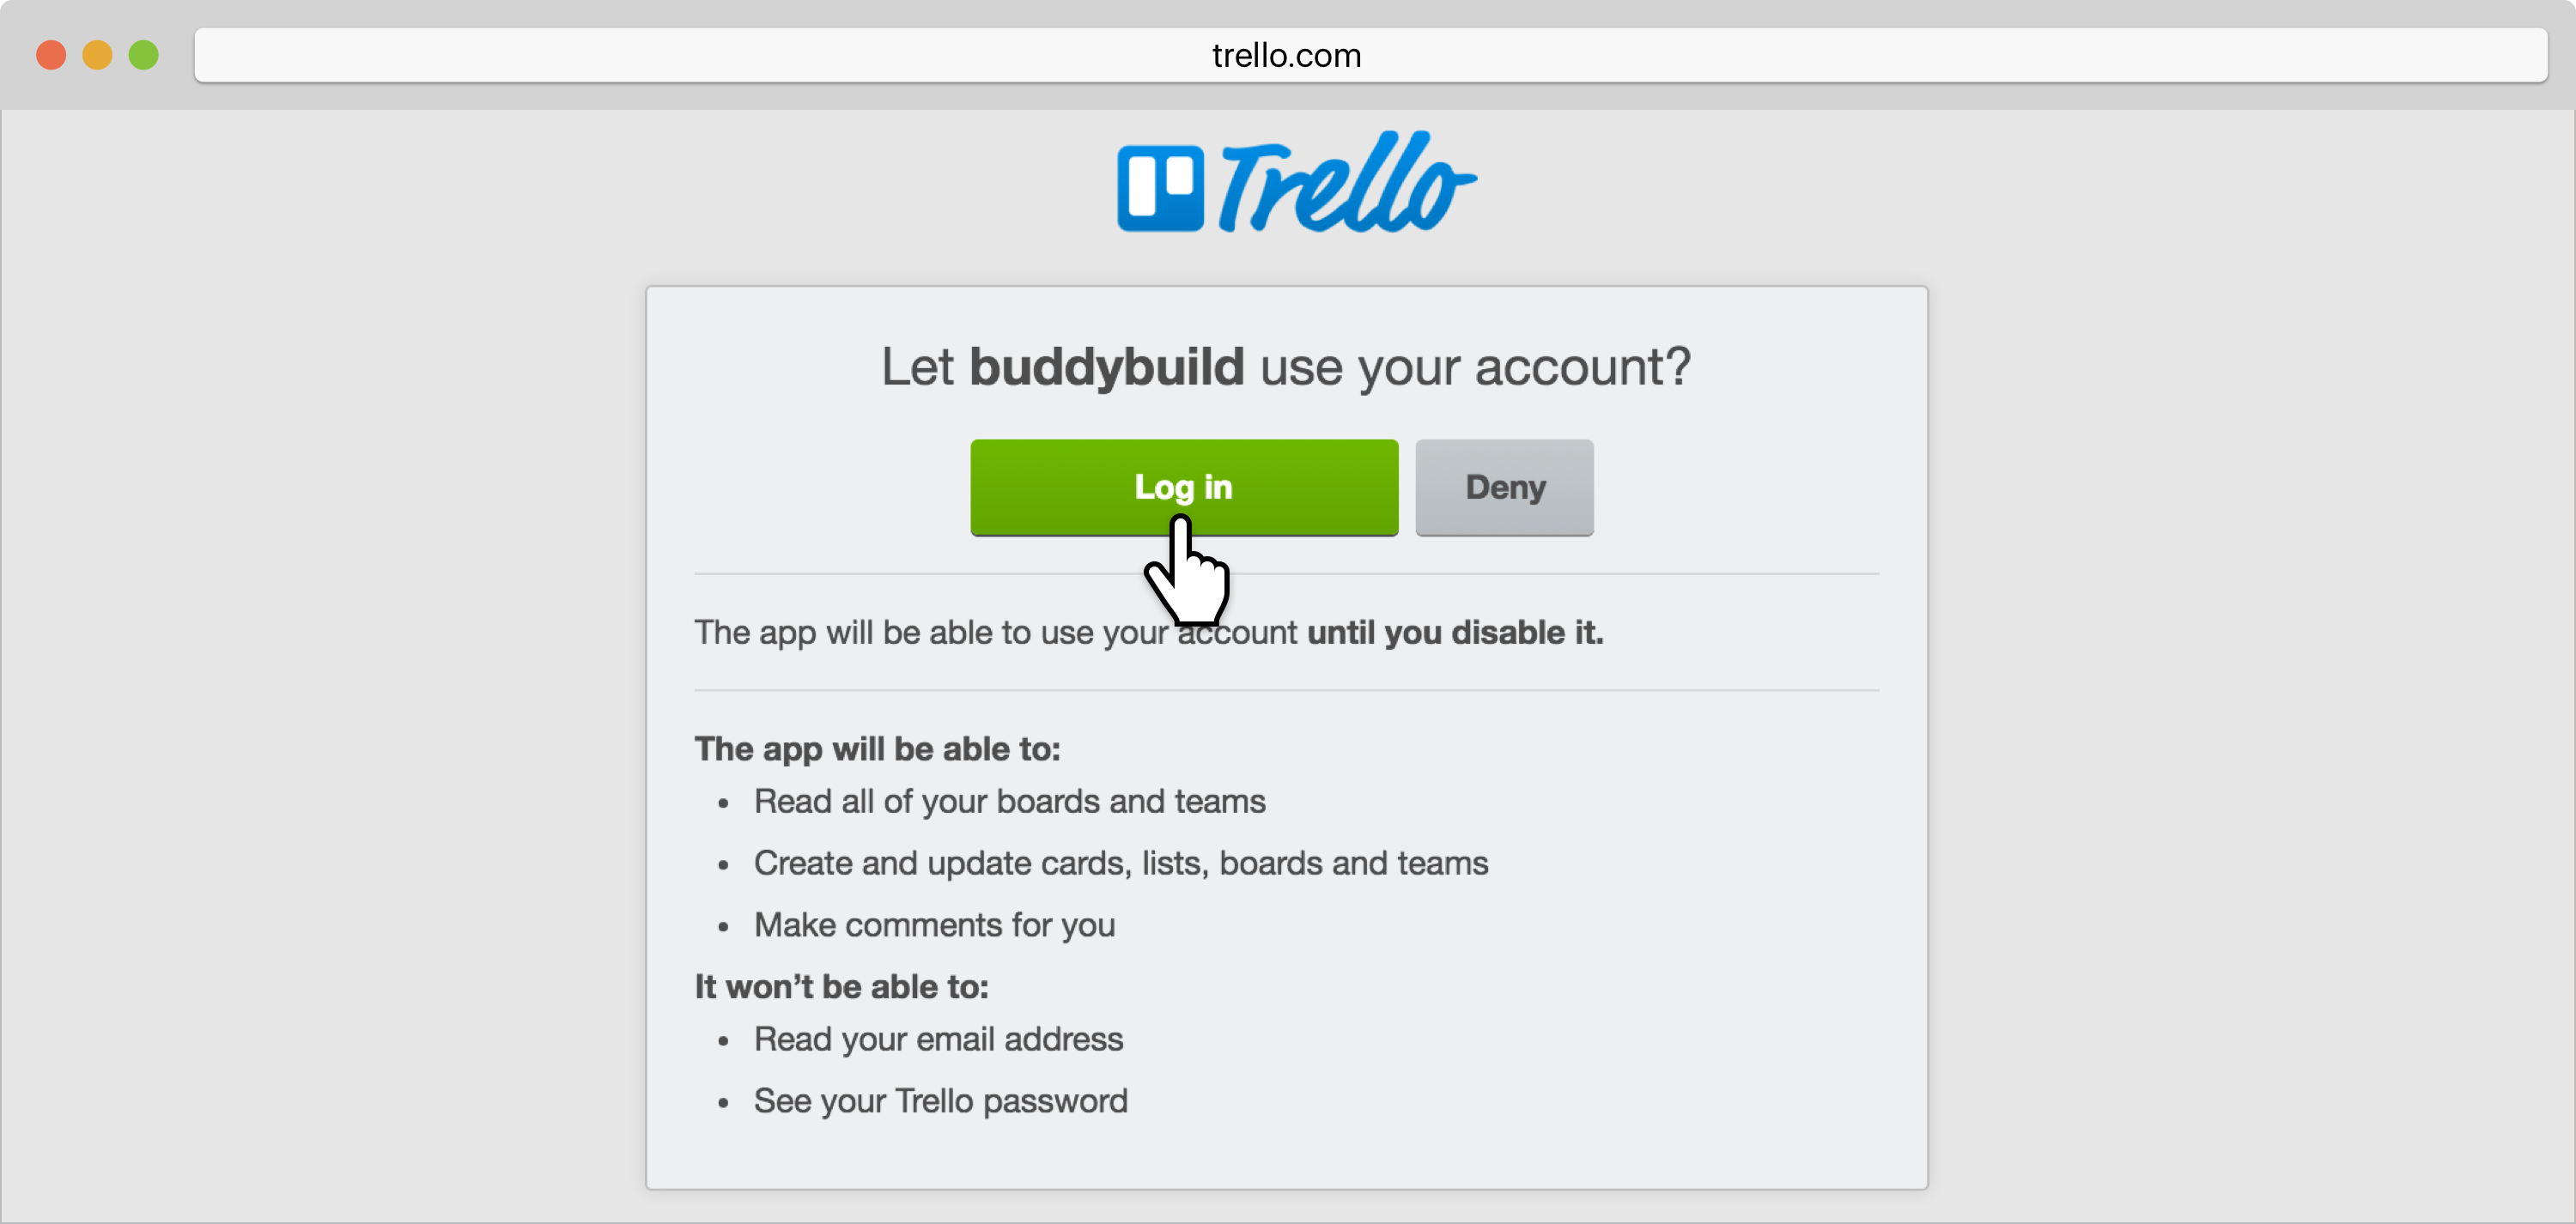 trello.com
Trello
Let buddybuild use your account?
Log in
Deny
The app will be able to use your account until you disable it.
The app will be able to:
• Read all of your boards and teams
• Create and update cards, lists, boards and teams
• Make comments for you
It won’t be able to:
• Read your email address
• See your Trello password